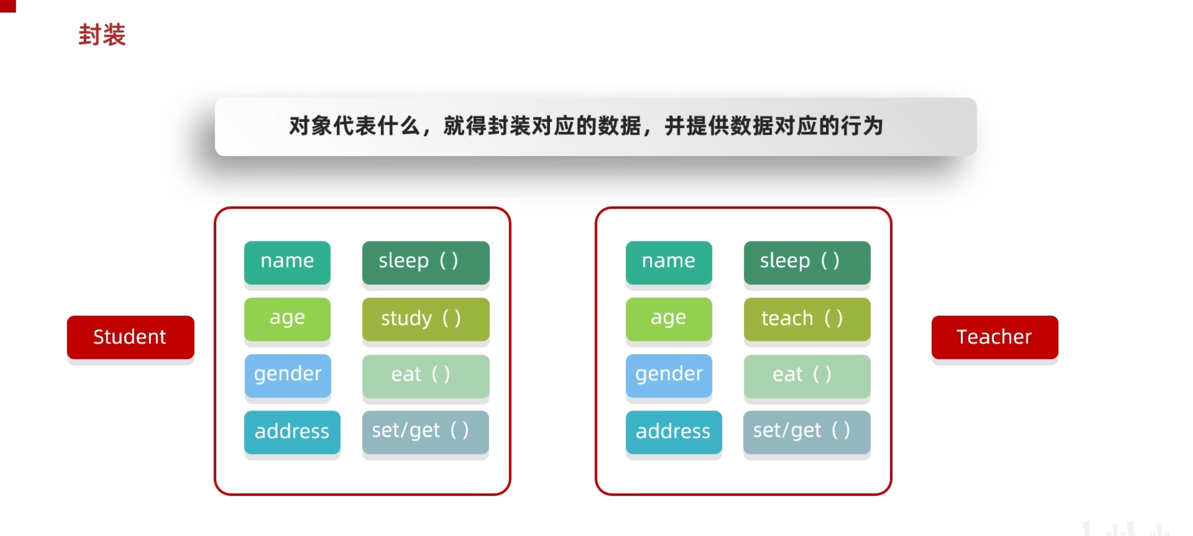 封装
对象代表什么，就得封装对应的数据，并提供数据对应的行为
Student
name
sleep（）
age
study（）
gender
eat（）
address
set/get（）
name
sleep（）
age
teach（）
gender
eat（）
address
set/get（）
Teacher